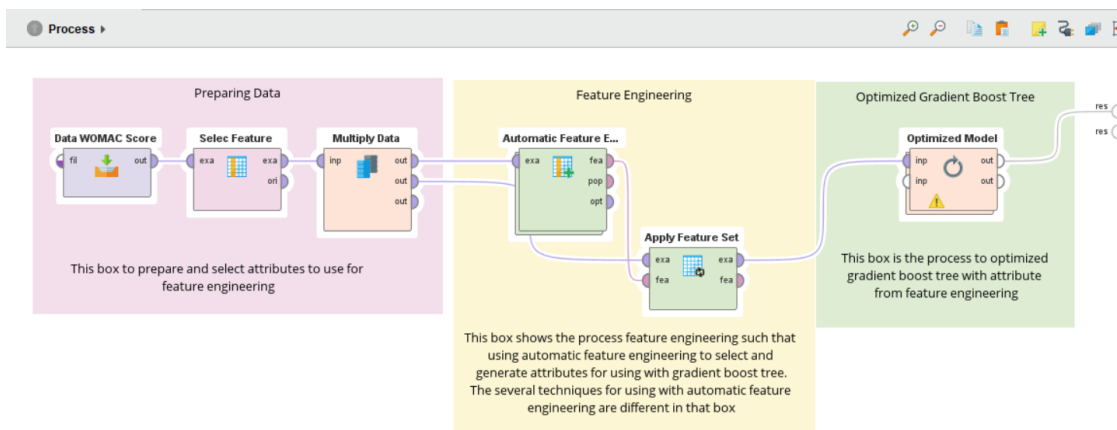 Process
Preparing Data
Feature Engineering
Optimized Gradient Boost Tree
res
res
Data WOMAC Score
fil
out
Selec Feature
exa
exa
ori
Multiply Data
inp
out
out
out
Automatic Feature E...
exa
fea
pop
opt
Optimized Model
inp
out
inp
out
Apply Feature Set
exa
exa
fea
fea
This box to prepare and select attributes to use for
feature engineering
This box is the process to optimized
gradient boost tree with attribute
from feature engineering
This box shows the process feature engineering such that
using automatic feature engineering to select and
generate attributes for using with gradient boost tree.
The several techniques for using with automatic feature
engineering are different in that box